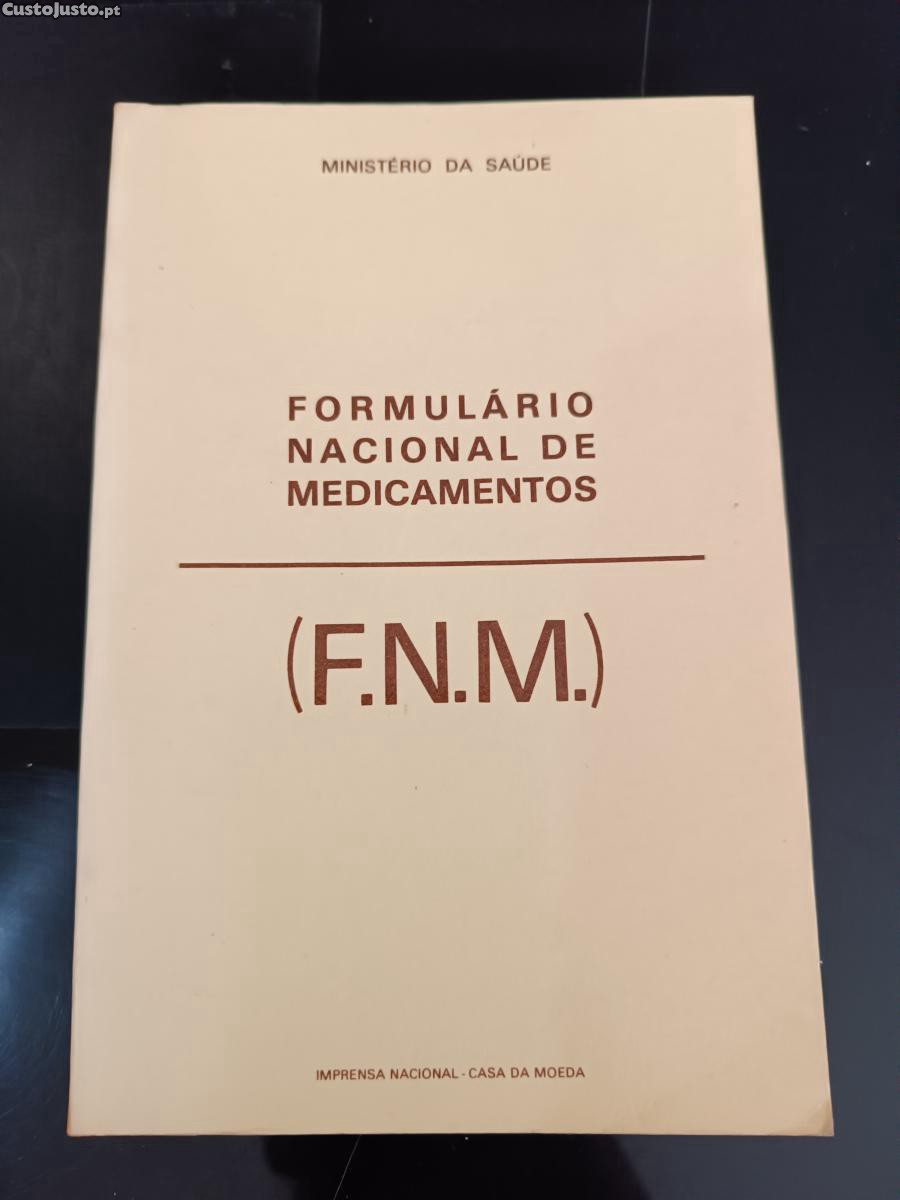 CustoJusto.pt
MINISTÉRIO DA SAÚDE
FORMULÁRIO
NACIONAL DE
MEDICAMENTOS
(F.N.M.)
IMPRENSA NACIONAL - CASA DA MOEDA